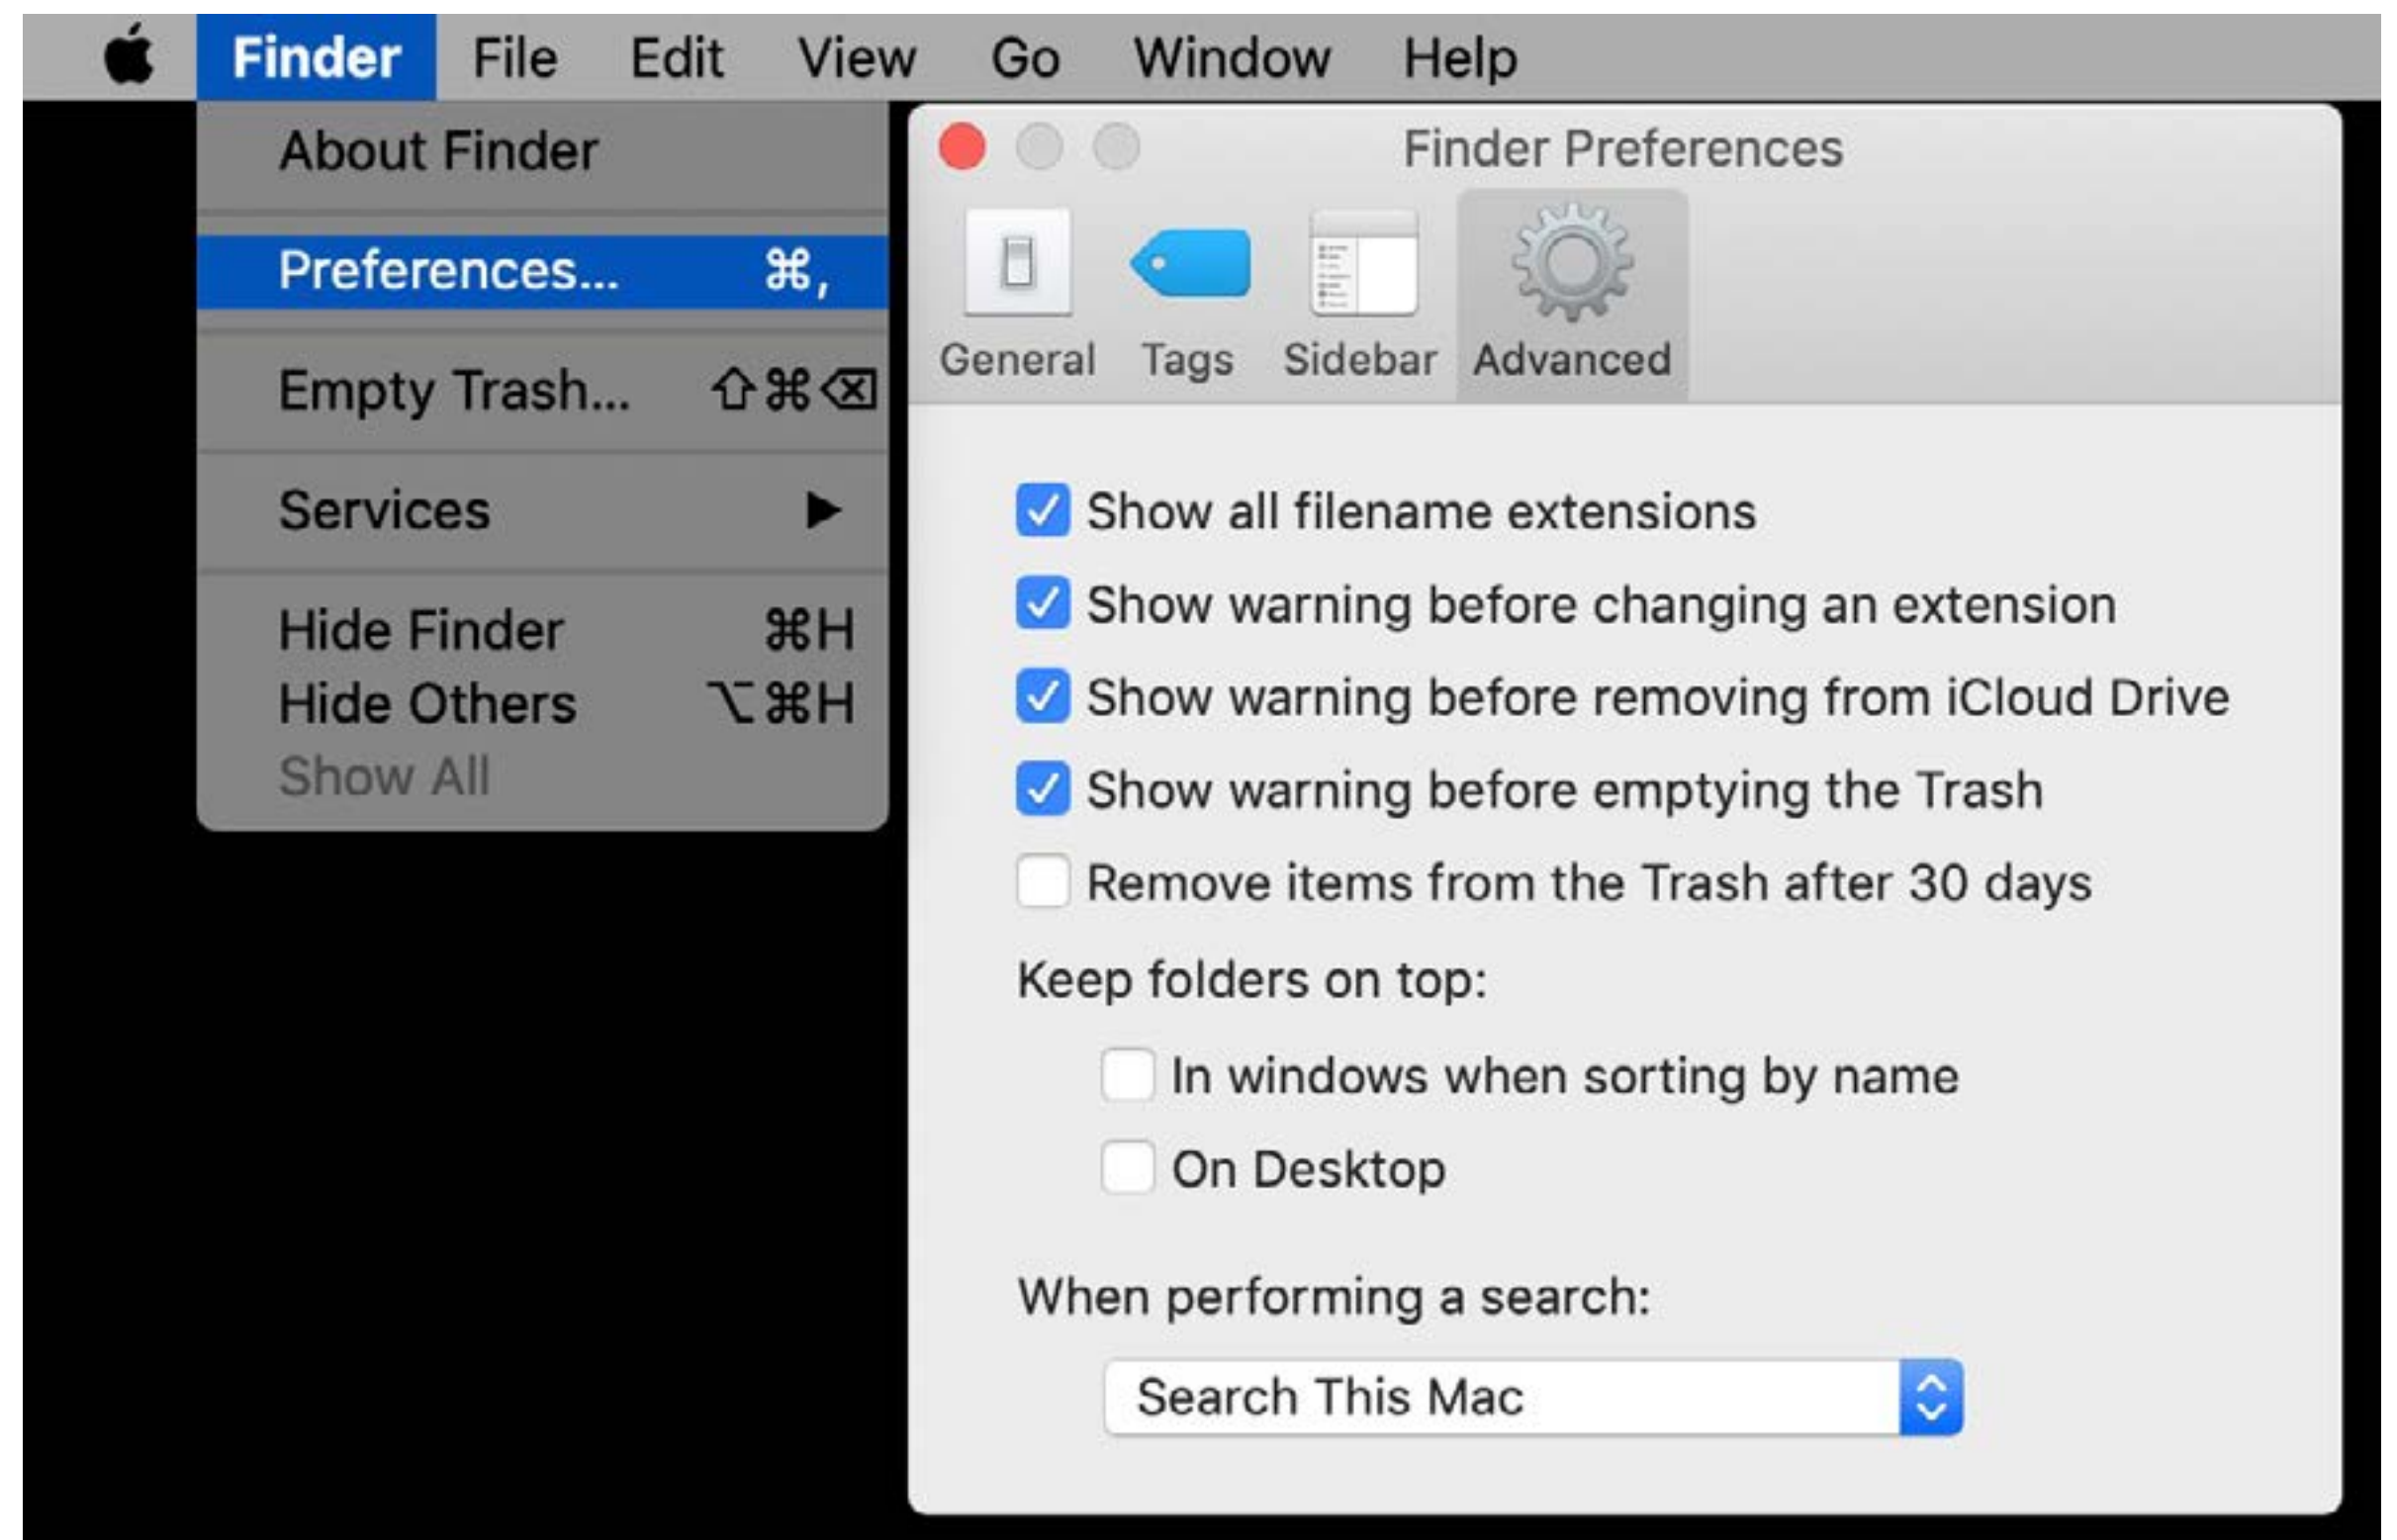 Finder File Edit View Go Window Help
About Finder
Preferences... ⌘,
Empty Trash... ⇧⌘⌫
Services ▶
Hide Finder ⌘H
Hide Others ⌥⌘H
Show All
Finder Preferences
General Tags Sidebar Advanced
Show all filename extensions
Show warning before changing an extension
Show warning before removing from iCloud Drive
Show warning before emptying the Trash
Remove items from the Trash after 30 days
Keep folders on top:
In windows when sorting by name
On Desktop
When performing a search:
Search This Mac